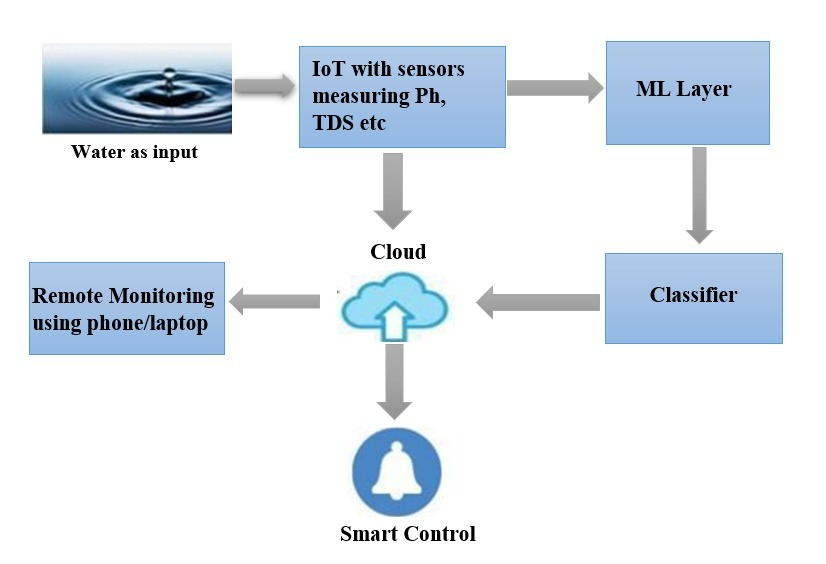 IoT with sensors
measuring Ph,
TDS etc
ML Layer
Water as input
Cloud
Remote Monitoring
using phone/laptop
Classifier
Smart Control